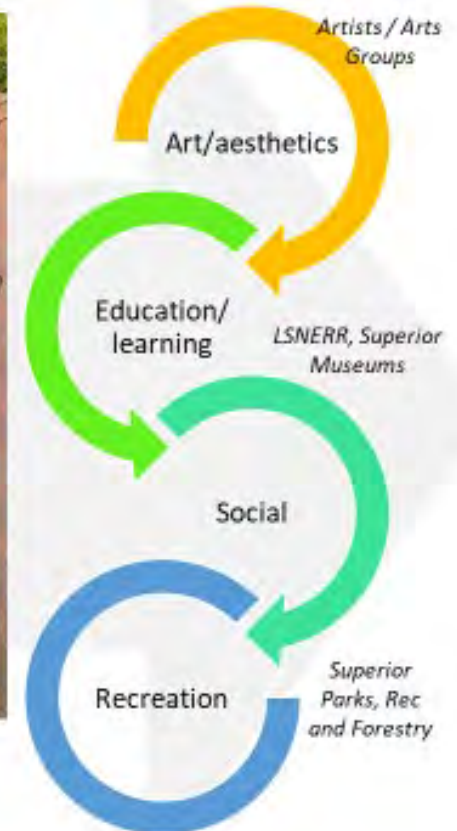 Artists / Arts
Groups
Art/aesthetics
Education/
learning
LSNERR, Superior
Museums
Social
Recreation
Superior
Parks, Rec
and Forestry